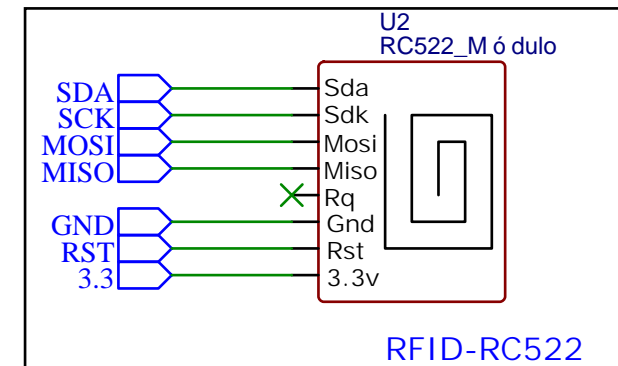 U2
RC522_M ó dulo
SDA Sda
SCK Sdk
MOSI Mosi
MISO Miso
Rq
GND Gnd
RST Rst
3.3 3.3v
RFID-RC522